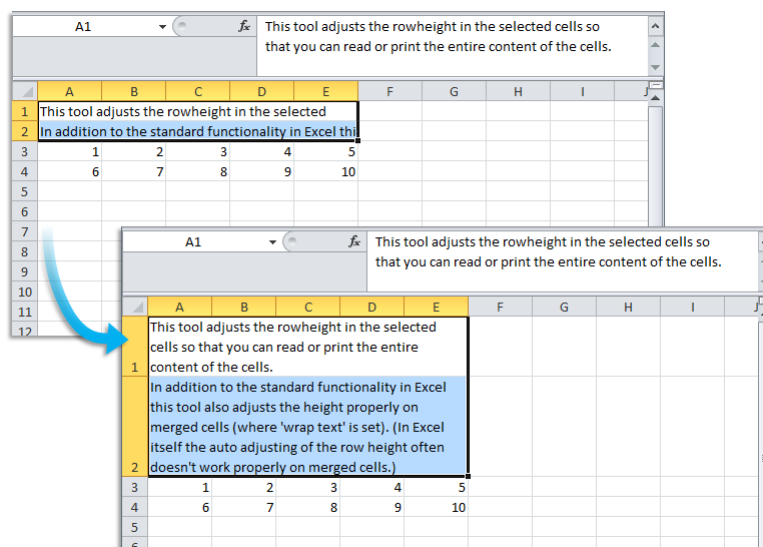 A1 fx This tool adjusts the rowheight in the selected cells so
that you can read or print the entire content of the cells.
A B C D E F G H I J
1 This tool adjusts the rowheight in the selected
2 In addition to the standard functionality in Excel thi
3 1 2 3 4 5
4 6 7 8 9 10
5
6
7
8
9
10
11
12
A1 fx This tool adjusts the rowheight in the selected cells so
that you can read or print the entire content of the cells.
A B C D E F G H I J
This tool adjusts the rowheight in the selected
cells so that you can read or print the entire
1 content of the cells.
In addition to the standard functionality in Excel
this tool also adjusts the height properly on
merged cells (where 'wrap text' is set). (In Excel
itself the auto adjusting of the row height often
2 doesn't work properly on merged cells.)
3 1 2 3 4 5
4 6 7 8 9 10
5
6